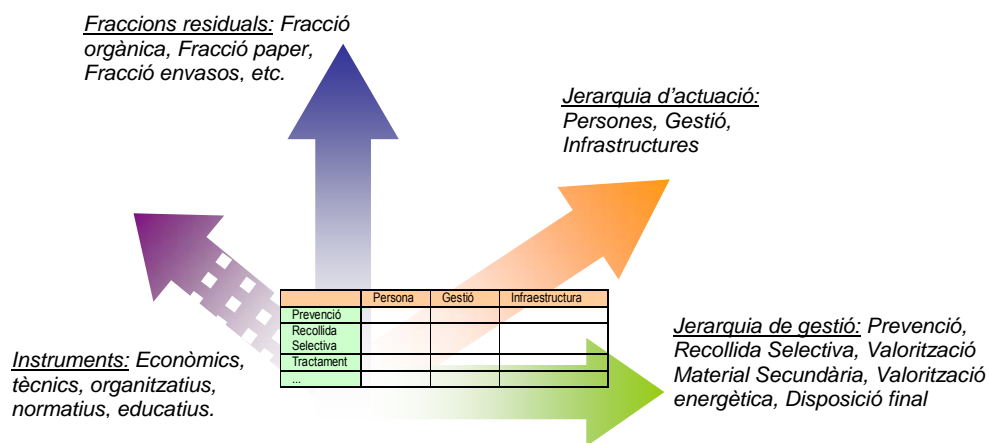 Fraccions residuals: Fracció
orgànica, Fracció paper,
Fracció envasos, etc.
Jerarquia d'actuació:
Persones, Gestió,
Infrastructures
Persona Gestió Infraestructura
Prevenció
Recollida
Selectiva
Tractament
...
Instruments: Econòmics,
tècnics, organitzatius,
normatius, educatius.
Jerarquia de gestió: Prevenció,
Recollida Selectiva, Valorització
Material Secundària, Valorització
energètica, Disposició final